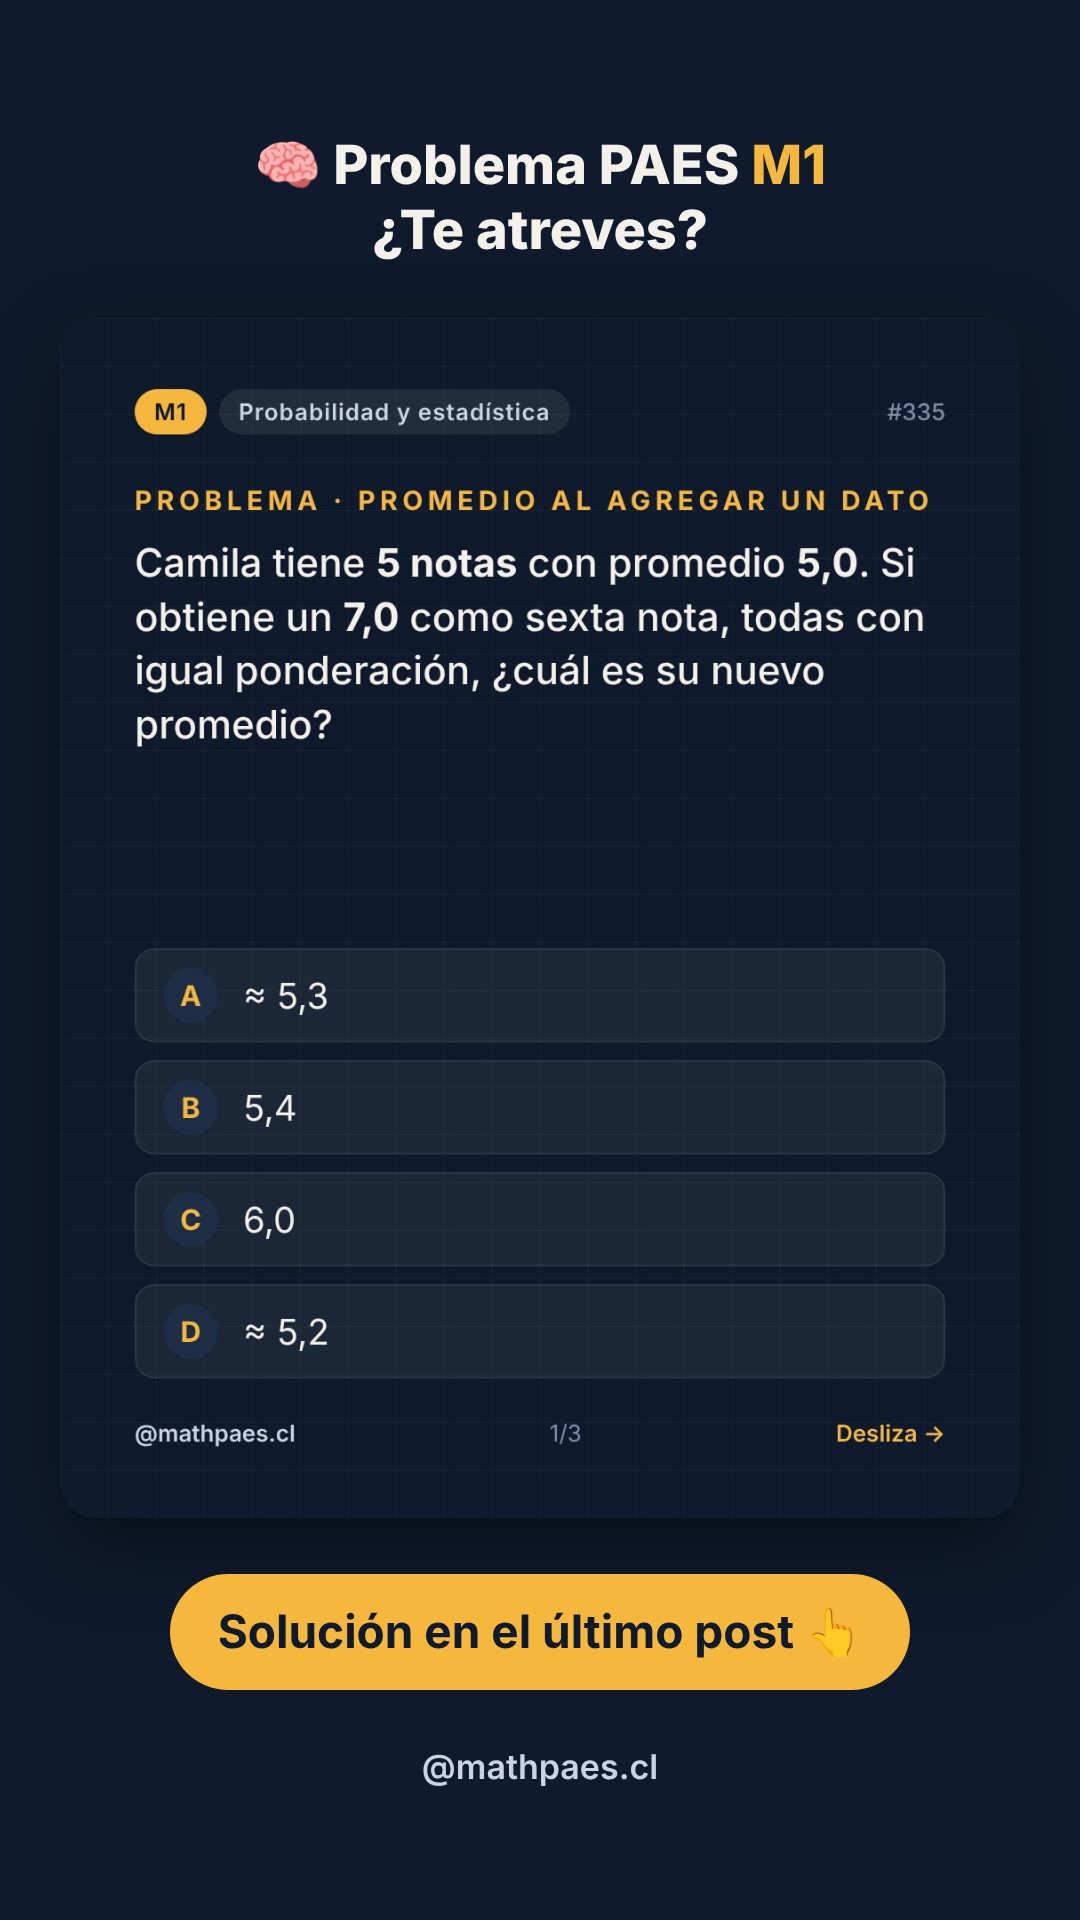 🧠 Problema PAES M1
¿Te atreves?
M1 Probabilidad y estadística #335
PROBLEMA · PROMEDIO AL AGREGAR UN DATO
Camila tiene 5 notas con promedio 5,0. Si
obtiene un 7,0 como sexta nota, todas con
igual ponderación, ¿cuál es su nuevo
promedio?
A ≈ 5,3
B 5,4
C 6,0
D ≈ 5,2
@mathpaes.cl 1/3 Desliza →
Solución en el último post 👆
@mathpaes.cl